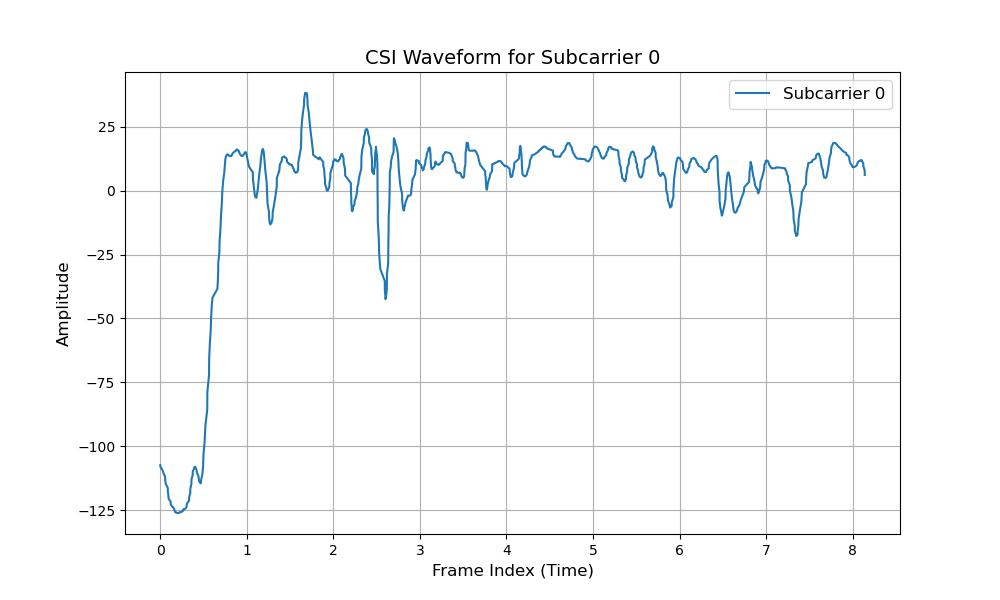 CSI Waveform for Subcarrier 0
Subcarrier 0
25
0
−25
−50
−75
−100
−125
Amplitude
0 1 2 3 4 5 6 7 8
Frame Index (Time)